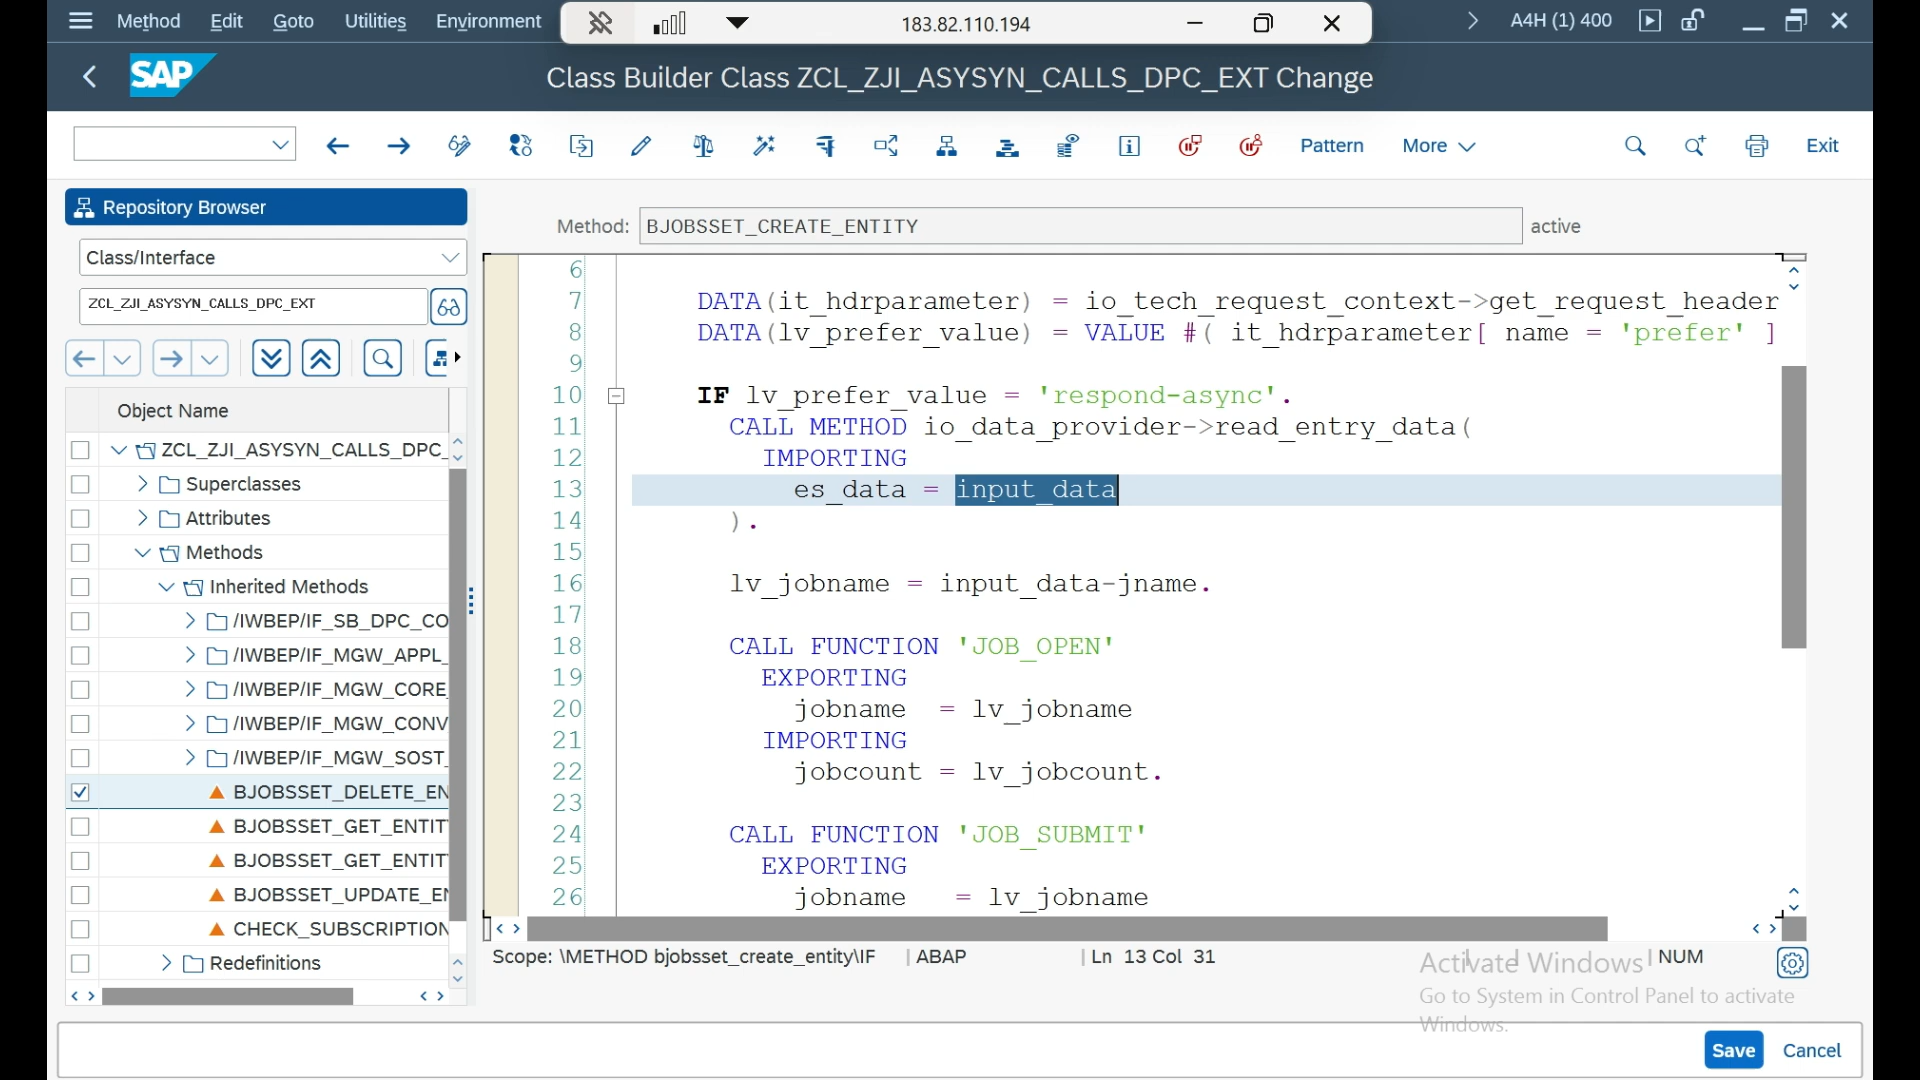 Method Edit Goto Utilities Environment
183.82.110.194
A4H (1) 400
SAP
Class Builder Class ZCL_ZJI_ASYSYN_CALLS_DPC_EXT Change
Pattern More Exit
Repository Browser
Class/Interface
ZCL_ZJI_ASYSYN_CALLS_DPC_EXT
Object Name
ZCL_ZJI_ASYSYN_CALLS_DPC_
Superclasses
Attributes
Methods
Inherited Methods
/IWBEP/IF_SB_DPC_CO
/IWBEP/IF_MGW_APPL_
/IWBEP/IF_MGW_CORE_
/IWBEP/IF_MGW_CONV
/IWBEP/IF_MGW_SOST_
BJOBSSET_DELETE_EN
BJOBSSET_GET_ENTIT
BJOBSSET_GET_ENTIT
BJOBSSET_UPDATE_EN
CHECK_SUBSCRIPTION
Redefinitions
Method: BJOBSSET_CREATE_ENTITY active
6
7 DATA(it_hdrparameter) = io_tech_request_context->get_request_header
8 DATA(lv_prefer_value) = VALUE #( it_hdrparameter[ name = 'prefer' ]
9
10 IF lv_prefer_value = 'respond-async'.
11 CALL METHOD io_data_provider->read_entry_data(
12 IMPORTING
13 es_data = input_data
14 ).
15
16 lv_jobname = input_data-jname.
17
18 CALL FUNCTION 'JOB_OPEN'
19 EXPORTING
20 jobname = lv_jobname
21 IMPORTING
22 jobcount = lv_jobcount.
23
24 CALL FUNCTION 'JOB_SUBMIT'
25 EXPORTING
26 jobname = lv_jobname
Scope: \METHOD bjobsset_create_entity\IF ABAP Ln 13 Col 31 NUM
Activate Windows
Go to System in Control Panel to activate
Windows.
Save Cancel